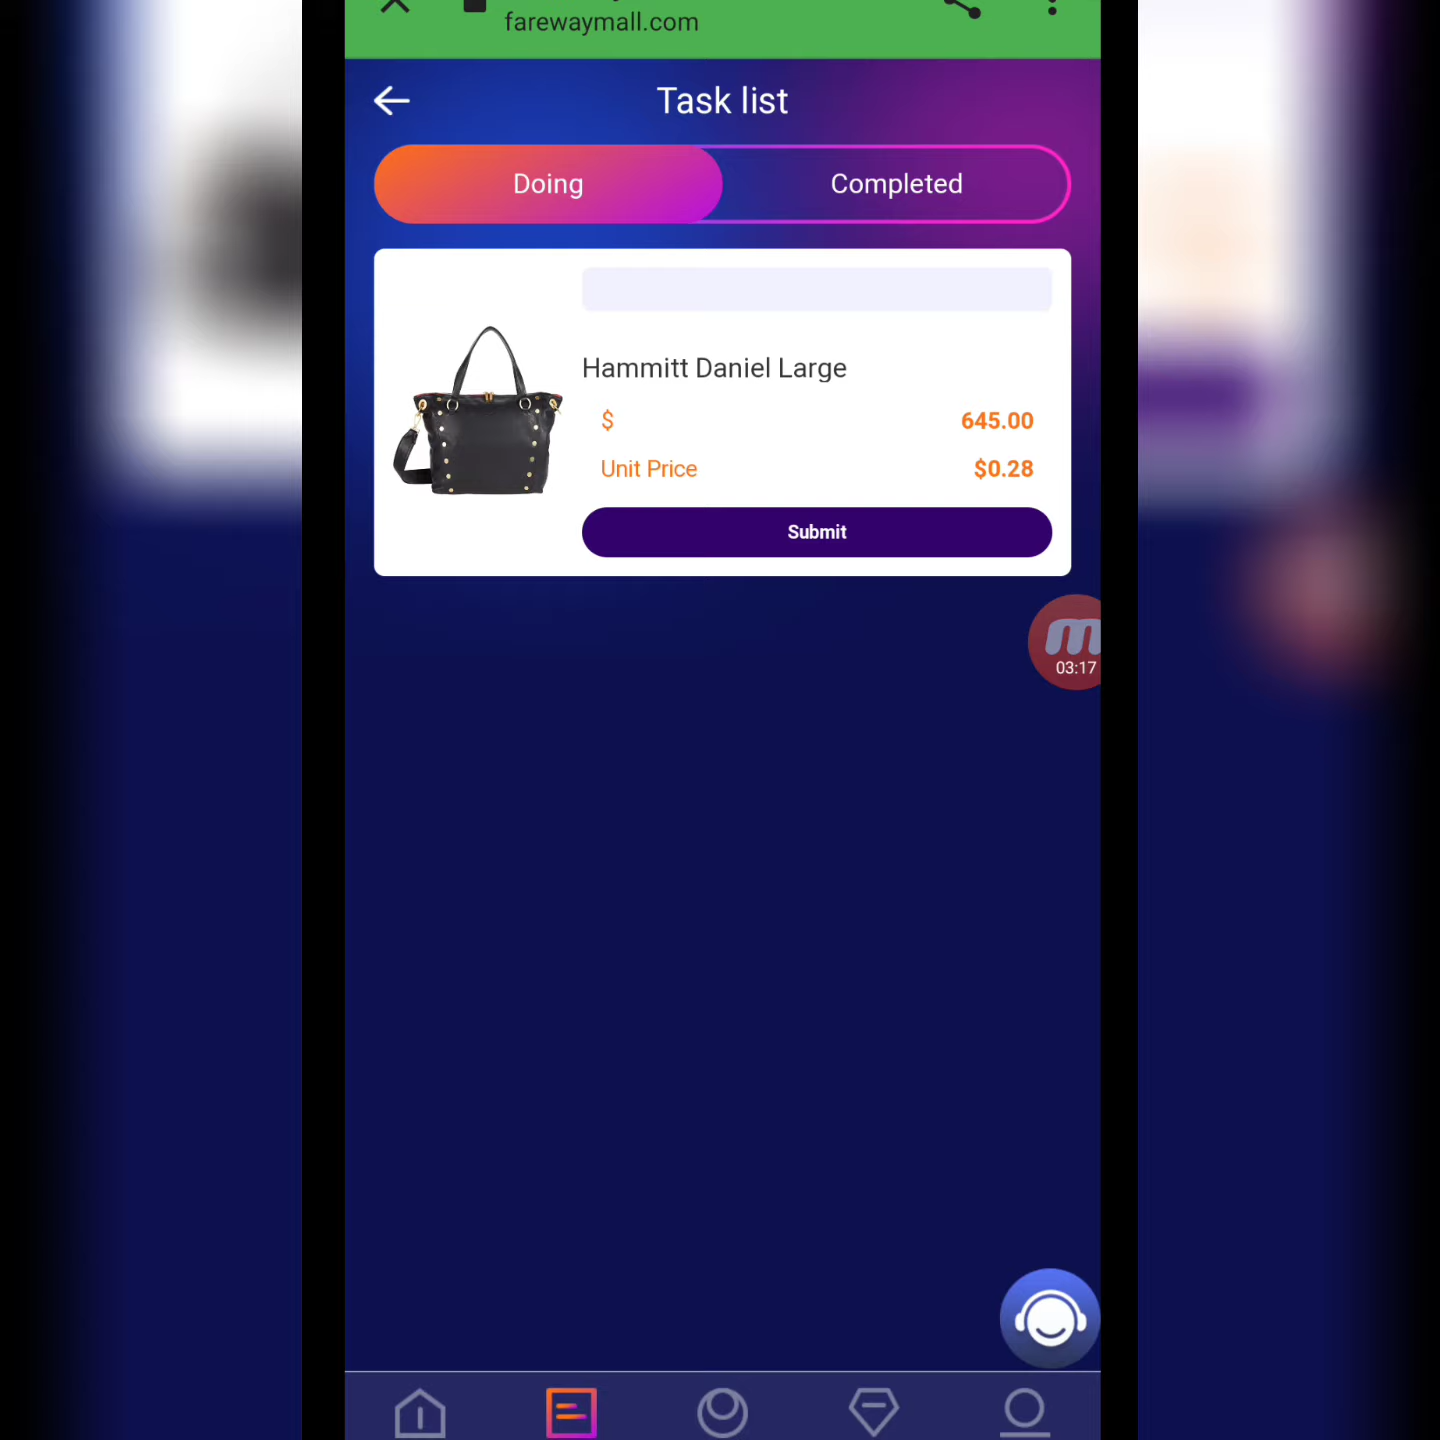 farewaymall.com
Task list
Doing
Completed
Hammitt Daniel Large
$ 645.00
Unit Price $0.28
Submit
03:17